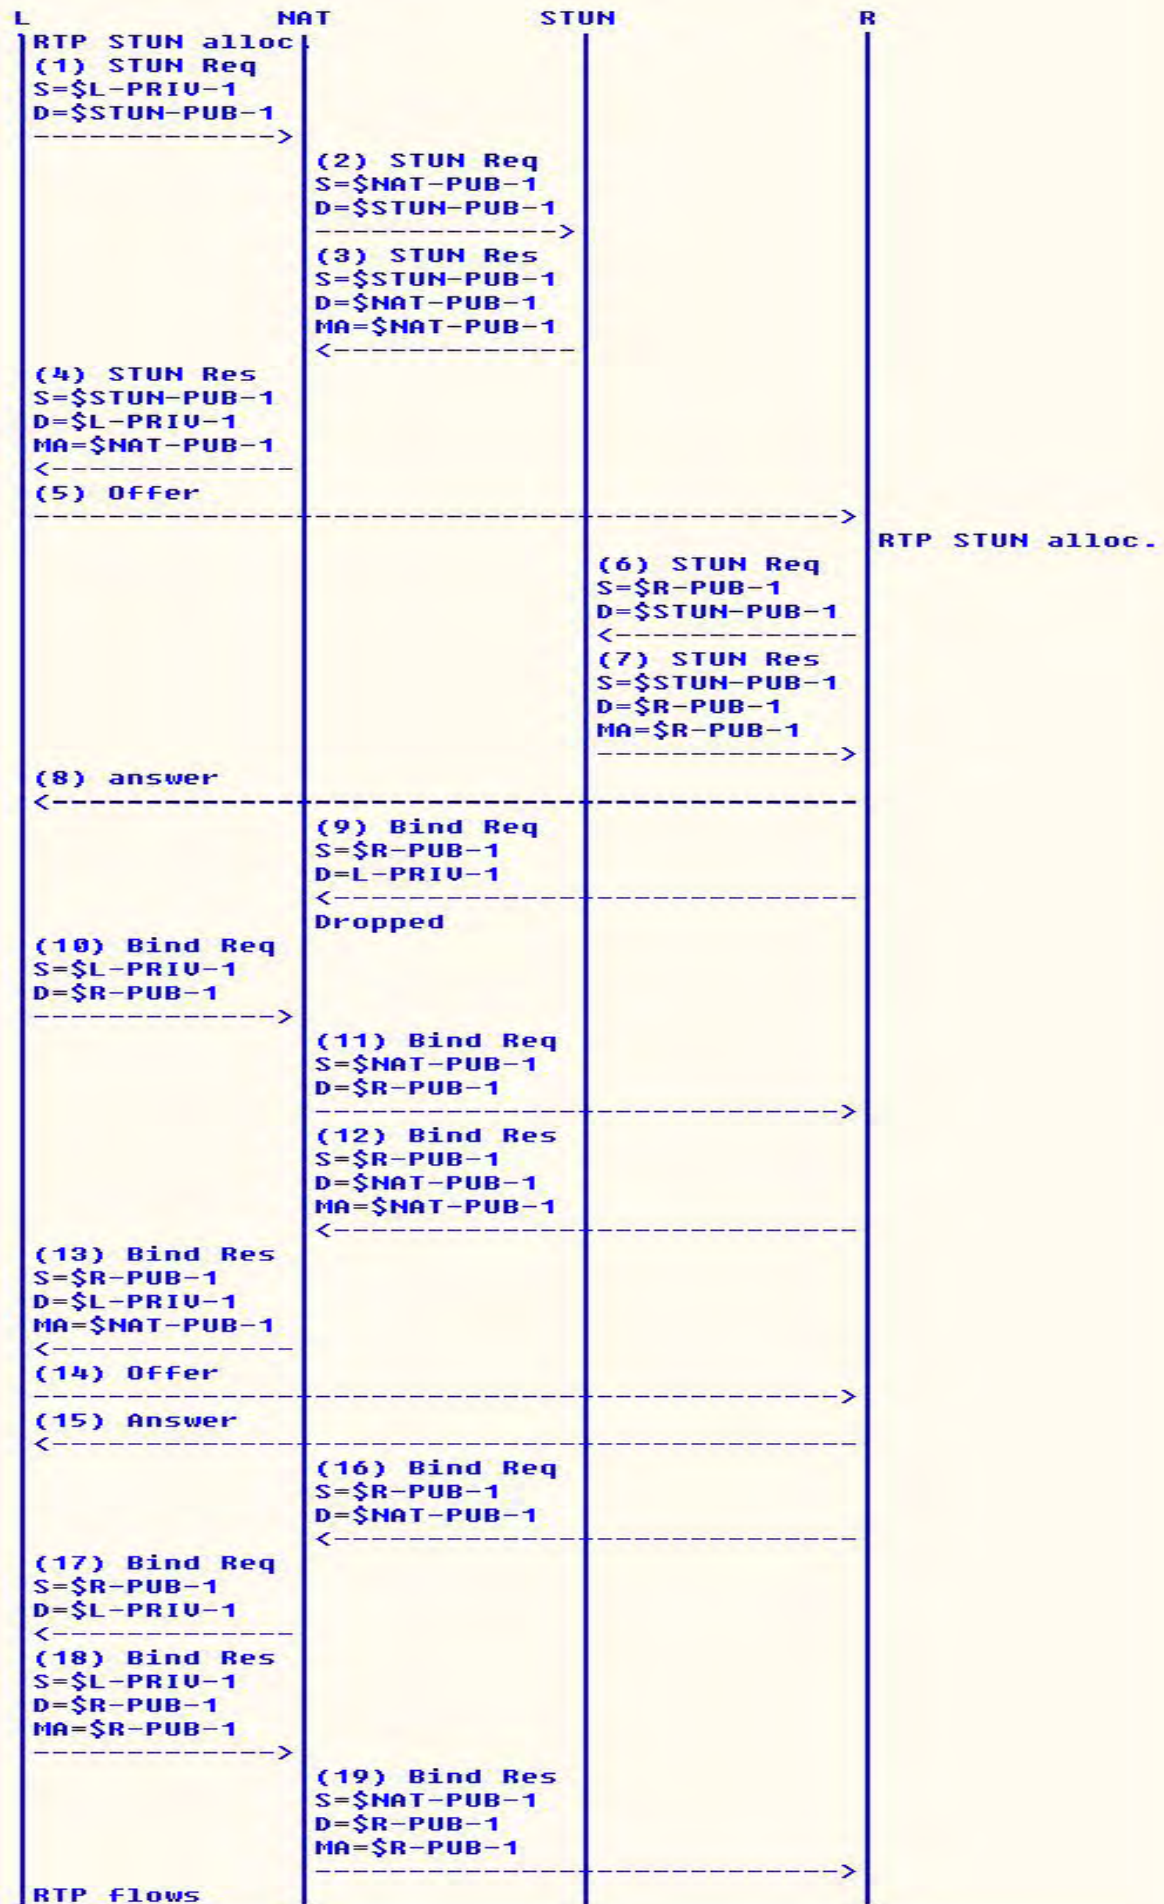 L NAT STUN R
RTP STUN alloc.
(1) STUN Req
S=$L-PRIV-1
D=$STUN-PUB-1
------------->
(2) STUN Req
S=$NAT-PUB-1
D=$STUN-PUB-1
------------->
(3) STUN Res
S=$STUN-PUB-1
D=$NAT-PUB-1
MA=$NAT-PUB-1
<-------------
(4) STUN Res
S=$STUN-PUB-1
D=$L-PRIV-1
MA=$NAT-PUB-1
<-------------
(5) Offer
-------------------------------------------->
RTP STUN alloc.
(6) STUN Req
S=$R-PUB-1
D=$STUN-PUB-1
<-------------
(7) STUN Res
S=$STUN-PUB-1
D=$R-PUB-1
MA=$R-PUB-1
------------->
(8) answer
<--------------------------------------------
(9) Bind Req
S=$R-PUB-1
D=L-PRIV-1
<----------------------------
Dropped
(10) Bind Req
S=$L-PRIV-1
D=$R-PUB-1
------------->
(11) Bind Req
S=$NAT-PUB-1
D=$R-PUB-1
---------------------------->
(12) Bind Res
S=$R-PUB-1
D=$NAT-PUB-1
MA=$NAT-PUB-1
<----------------------------
(13) Bind Res
S=$R-PUB-1
D=$L-PRIV-1
MA=$NAT-PUB-1
<-------------
(14) Offer
-------------------------------------------->
(15) Answer
<--------------------------------------------
(16) Bind Req
S=$R-PUB-1
D=$NAT-PUB-1
<----------------------------
(17) Bind Req
S=$R-PUB-1
D=$L-PRIV-1
<-------------
(18) Bind Res
S=$L-PRIV-1
D=$R-PUB-1
MA=$R-PUB-1
------------->
(19) Bind Res
S=$NAT-PUB-1
D=$R-PUB-1
MA=$R-PUB-1
---------------------------->
RTP flows